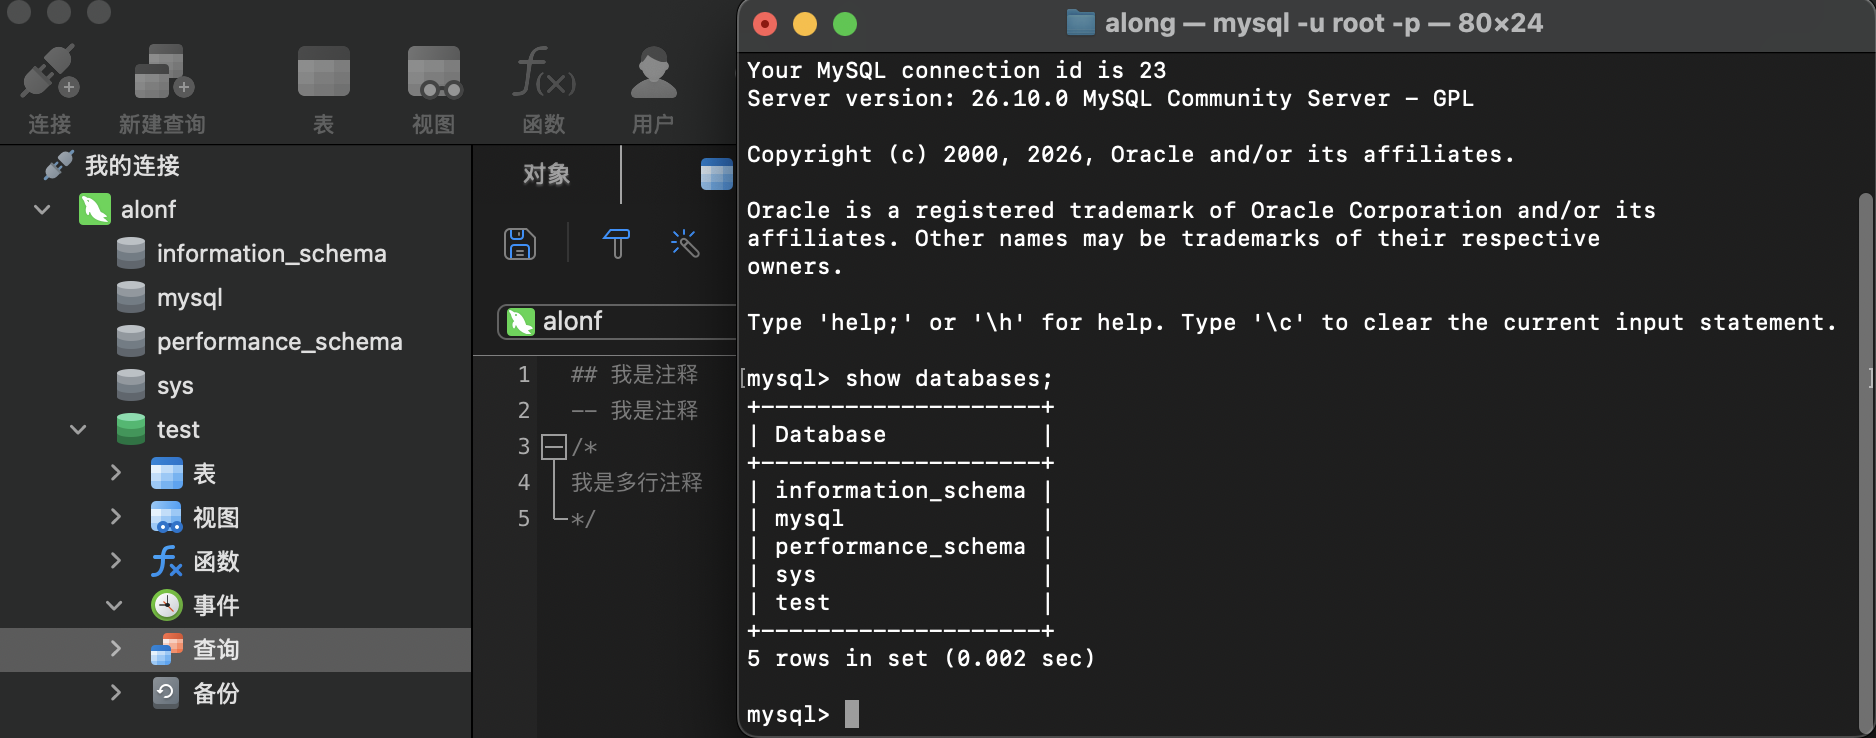 连接
新建查询
表
视图
函数
用户
我的连接
alonf
information_schema
mysql
performance_schema
sys
test
表
视图
函数
事件
查询
备份
对象
alonf
1 ## 我是注释
2 -- 我是注释
3 /*
4 我是多行注释
5 */
along — mysql -u root -p — 80×24
Your MySQL connection id is 23
Server version: 26.10.0 MySQL Community Server - GPL
Copyright (c) 2000, 2026, Oracle and/or its affiliates.
Oracle is a registered trademark of Oracle Corporation and/or its
affiliates. Other names may be trademarks of their respective
owners.
Type 'help;' or '\h' for help. Type '\c' to clear the current input statement.
[mysql> show databases; ]
+--------------------+
| Database           |
+--------------------+
| information_schema |
| mysql              |
| performance_schema |
| sys                |
| test               |
+--------------------+
5 rows in set (0.002 sec)
mysql>